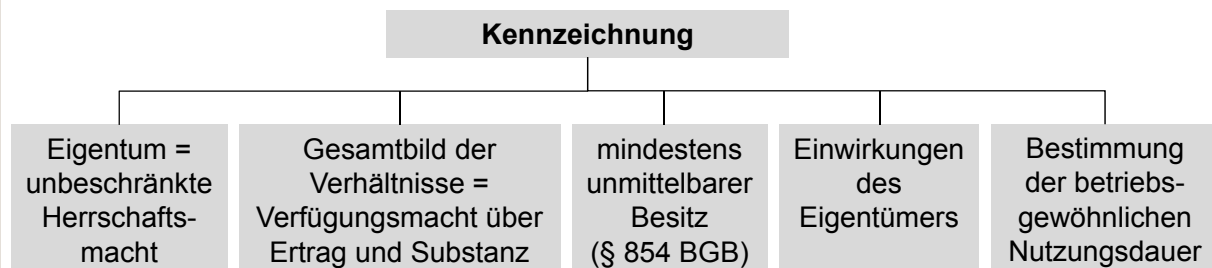 Kennzeichnung
Eigentum =
unbeschränkte
Herrschafts-
macht
Gesamtbild der
Verhältnisse =
Verfügungsmacht über
Ertrag und Substanz
mindestens
unmittelbarer
Besitz
(§ 854 BGB)
Einwirkungen
des
Eigentümers
Bestimmung
der betriebs-
gewöhnlichen
Nutzungsdauer